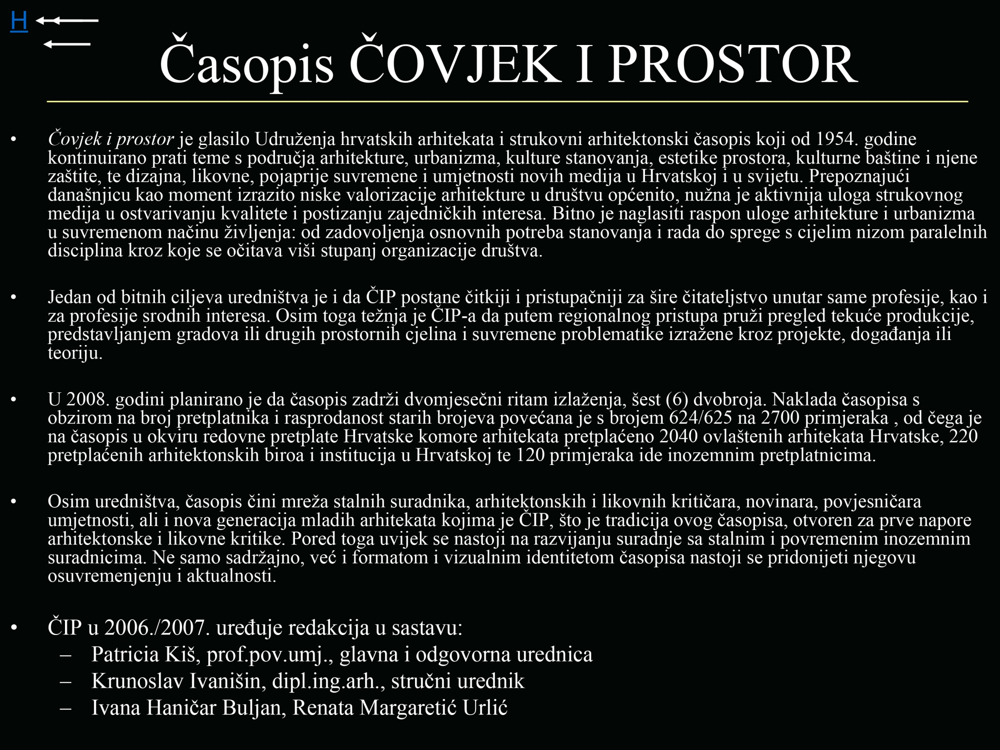 H
Časopis ČOVJEK I PROSTOR
• Čovjek i prostor je glasilo Udruženja hrvatskih arhitekata i strukovni arhitektonski časopis koji od 1954. godine
kontinuirano prati teme s područja arhitekture, urbanizma, kulture stanovanja, estetike prostora, kulturne baštine i njene
zaštite, te dizajna, likovne, pojaprije suvremene i umjetnosti novih medija u Hrvatskoj i u svijetu. Prepoznajući
današnjicu kao moment izrazito niske valorizacije arhitekture u društvu općenito, nužna je aktivnija uloga strukovnog
medija u ostvarivanju kvalitete i postizanju zajedničkih interesa. Bitno je naglasiti raspon uloge arhitekture i urbanizma
u suvremenom načinu življenja: od zadovoljenja osnovnih potreba stanovanja i rada do sprege s cijelim nizom paralelnih
disciplina kroz koje se očitava viši stupanj organizacije društva.
• Jedan od bitnih ciljeva uredništva je i da ČIP postane čitkiji i pristupačniji za šire čitateljstvo unutar same profesije, kao i
za profesije srodnih interesa. Osim toga težnja je ČIP-a da putem regionalnog pristupa pruži pregled tekuće produkcije,
predstavljanjem gradova ili drugih prostornih cjelina i suvremene problematike izražene kroz projekte, događanja ili
teoriju.
• U 2008. godini planirano je da časopis zadrži dvomjesečni ritam izlaženja, šest (6) dvobroja. Naklada časopisa s
obzirom na broj pretplatnika i rasprodanost starih brojeva povećana je s brojem 624/625 na 2700 primjeraka , od čega je
na časopis u okviru redovne pretplate Hrvatske komore arhitekata pretplaćeno 2040 ovlaštenih arhitekata Hrvatske, 220
pretplaćenih arhitektonskih biroa i institucija u Hrvatskoj te 120 primjeraka ide inozemnim pretplatnicima.
• Osim uredništva, časopis čini mreža stalnih suradnika, arhitektonskih i likovnih kritičara, novinara, povjesničara
umjetnosti, ali i nova generacija mladih arhitekata kojima je ČIP, što je tradicija ovog časopisa, otvoren za prve napore
arhitektonske i likovne kritike. Pored toga uvijek se nastoji na razvijanju suradnje sa stalnim i povremenim inozemnim
suradnicima. Ne samo sadržajno, već i formatom i vizualnim identitetom časopisa nastoji se pridonijeti njegovu
osuvremenjenju i aktualnosti.
• ČIP u 2006./2007. uređuje redakcija u sastavu:
– Patricia Kiš, prof.pov.umj., glavna i odgovorna urednica
– Krunoslav Ivanišin, dipl.ing.arh., stručni urednik
– Ivana Haničar Buljan, Renata Margaretić Urlić